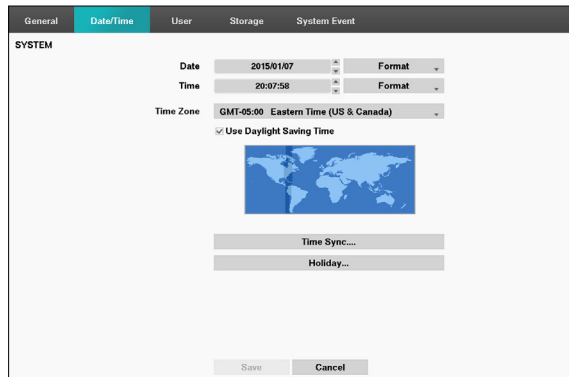 General Date/Time User Storage System Event
SYSTEM
Date 2015/01/07 Format
Time 20:07:58 Format
Time Zone GMT-05:00 Eastern Time (US & Canada)
Use Daylight Saving Time
Time Sync....
Holiday...
Save Cancel